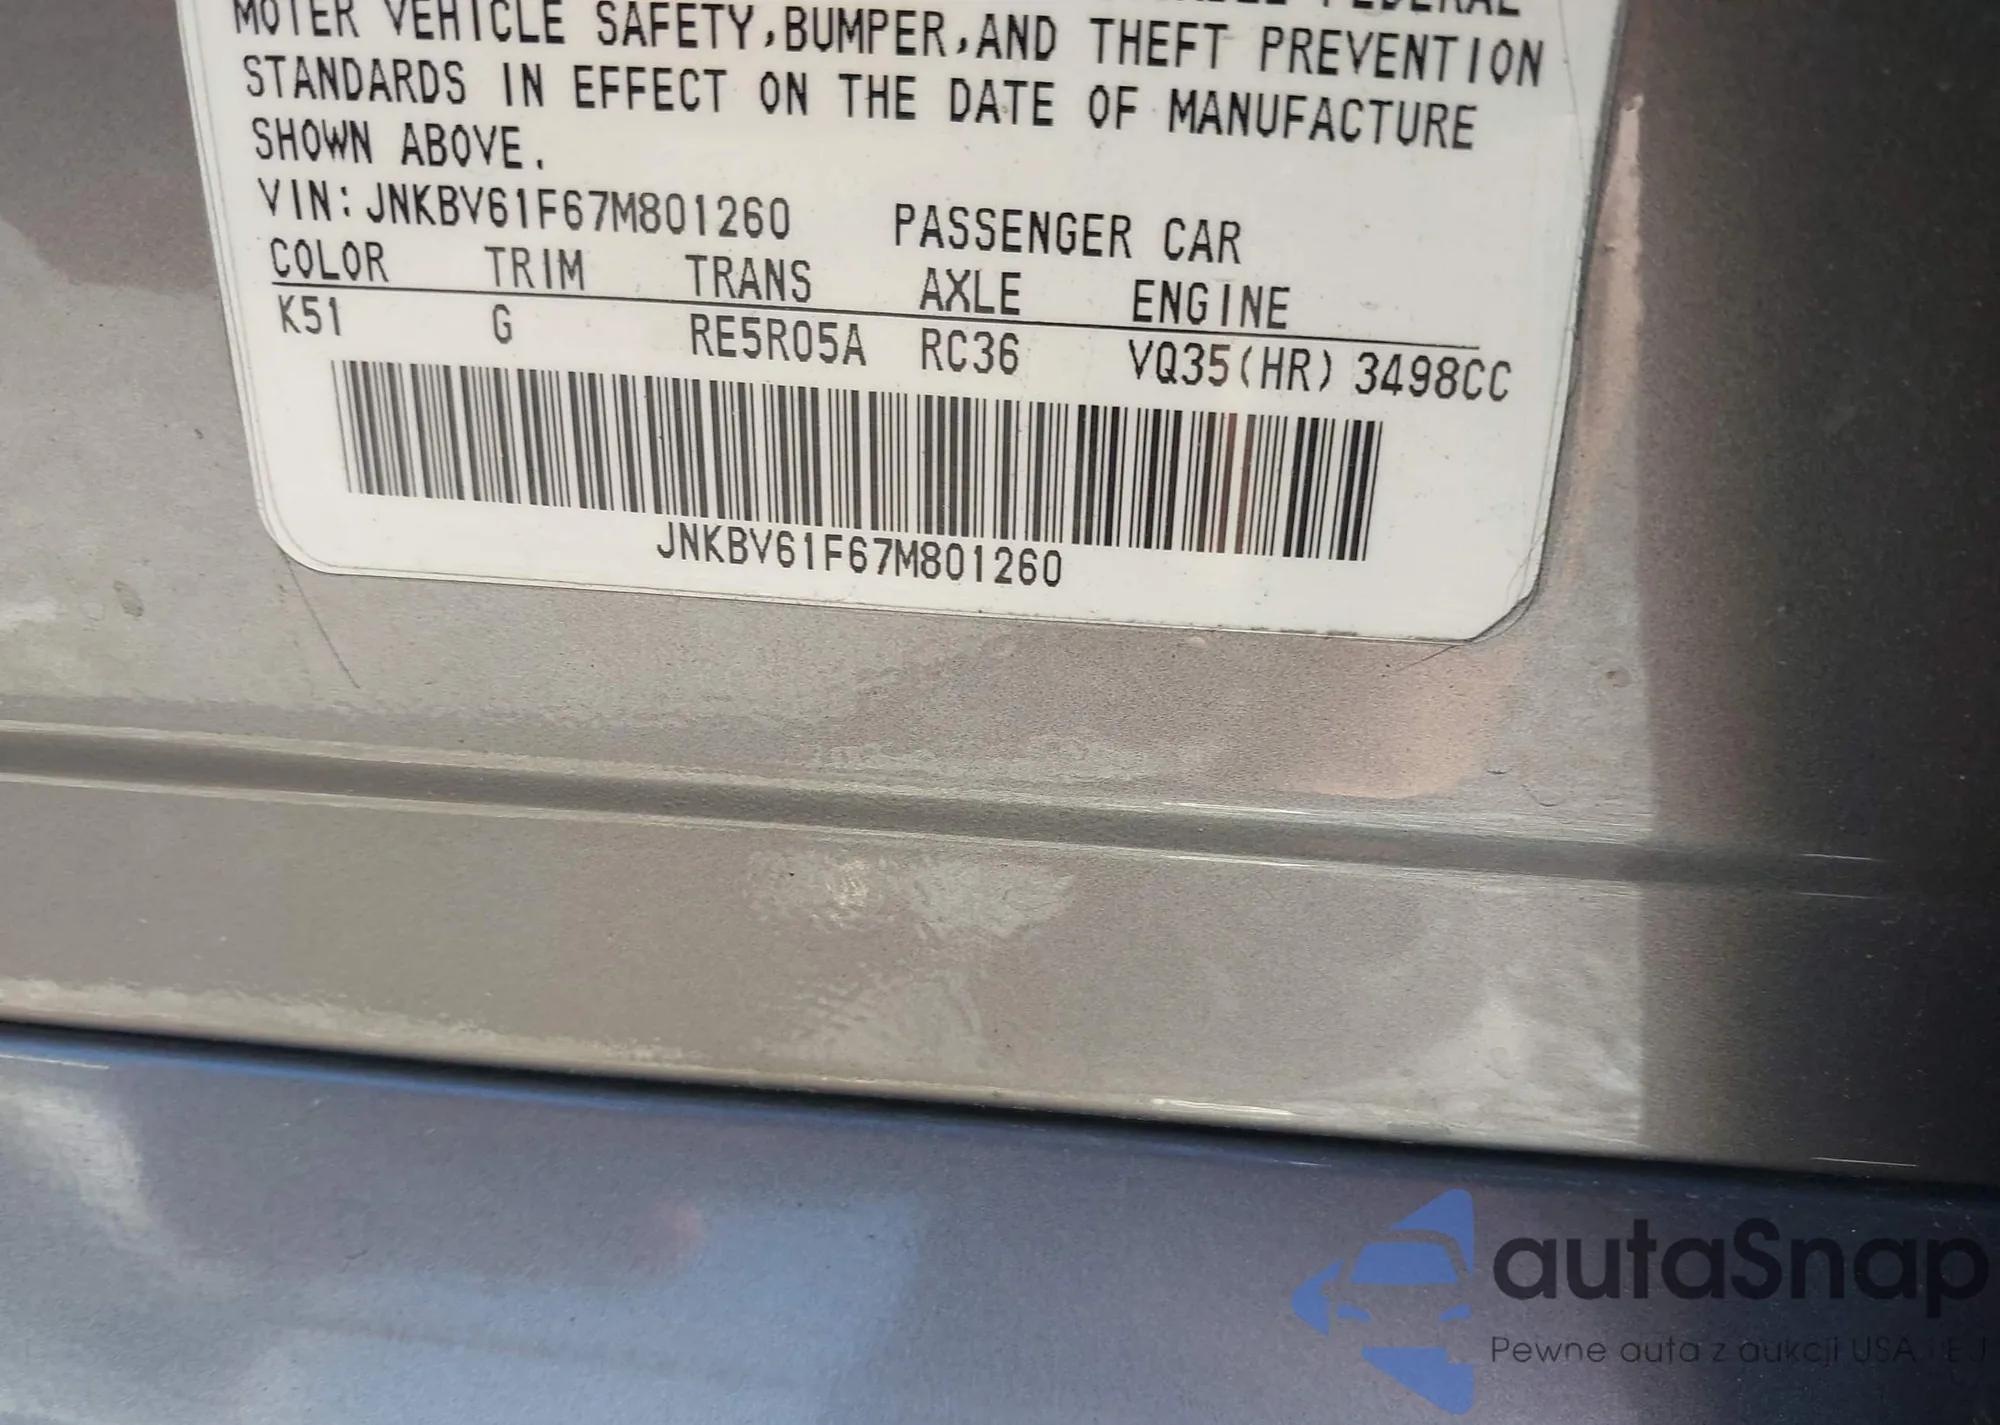 FEDERAL
MOTER VEHICLE SAFETY,BUMPER,AND THEFT PREVENTION
STANDARDS IN EFFECT ON THE DATE OF MANUFACTURE
SHOWN ABOVE.
VIN: JNKBV61F67M801260 PASSENGER CAR
COLOR TRIM TRANS AXLE ENGINE
K51 G RE5R05A RC36 VQ35(HR) 3498CC
JNKBV61F67M801260
autaSnap
Pewne auta z aukcji USA i EU